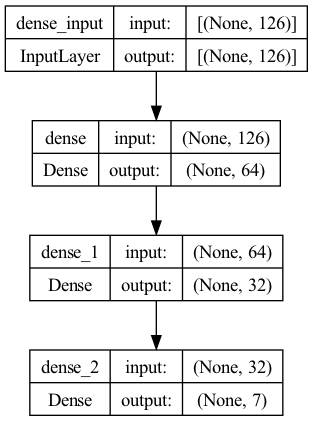 dense_input input: [(None, 126)]
InputLayer output: [(None, 126)]
dense input: (None, 126)
Dense output: (None, 64)
dense_1 input: (None, 64)
Dense output: (None, 32)
dense_2 input: (None, 32)
Dense output: (None, 7)